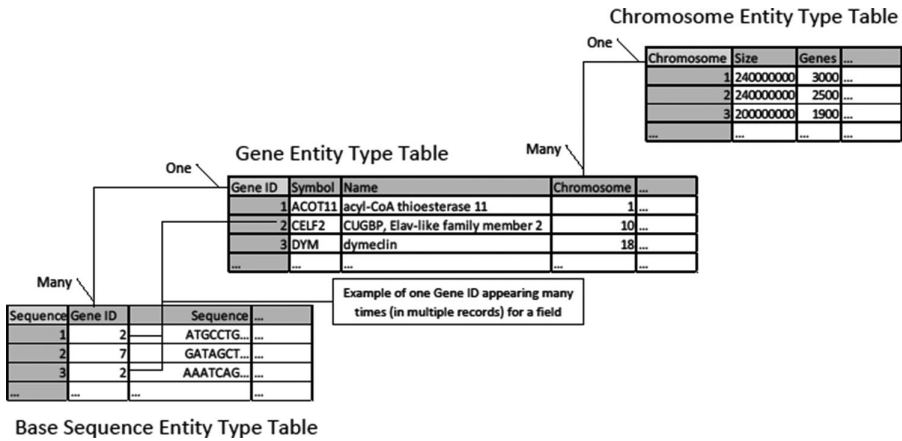 Chromosome Entity Type Table
One
Chromosome Size Genes ...
1 240000000 3000 ...
2 240000000 2500 ...
3 200000000 1900 ...
... ... ... ...
Gene Entity Type Table
Many
One
Gene ID Symbol Name Chromosome ...
1 ACOT11 acyl-CoA thioesterase 11 1 ...
2 CELF2 CUGBP, Elav-like family member 2 10 ...
3 DYM dymeclin 18 ...
... ... ... ... ...
Many
Example of one Gene ID appearing many
times (in multiple records) for a field
Sequence Gene ID Sequence ...
1 2 ATGCCTG... ...
2 7 GATAGCT... ...
3 2 AAATCAG... ...
... ... ... ...
Base Sequence Entity Type Table